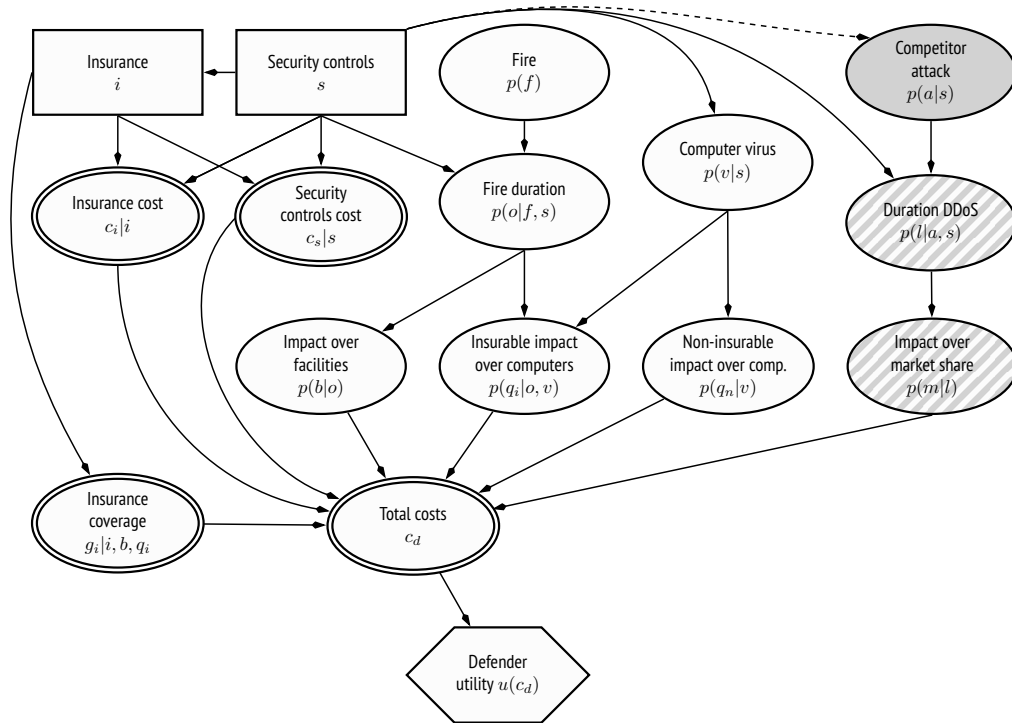 Insurance
i
Security controls
s
Fire
p(f)
Competitor
attack
p(a|s)
Computer virus
p(v|s)
Insurance cost
c_i|i
Security
controls cost
c_s|s
Fire duration
p(o|f, s)
Duration DDoS
p(l|a, s)
Impact over
facilities
p(b|o)
Insurable impact
over computers
p(q_i|o, v)
Non-insurable
impact over comp.
p(q_n|v)
Impact over
market share
p(m|l)
Insurance
coverage
g_i|i, b, q_i
Total costs
c_d
Defender
utility u(c_d)